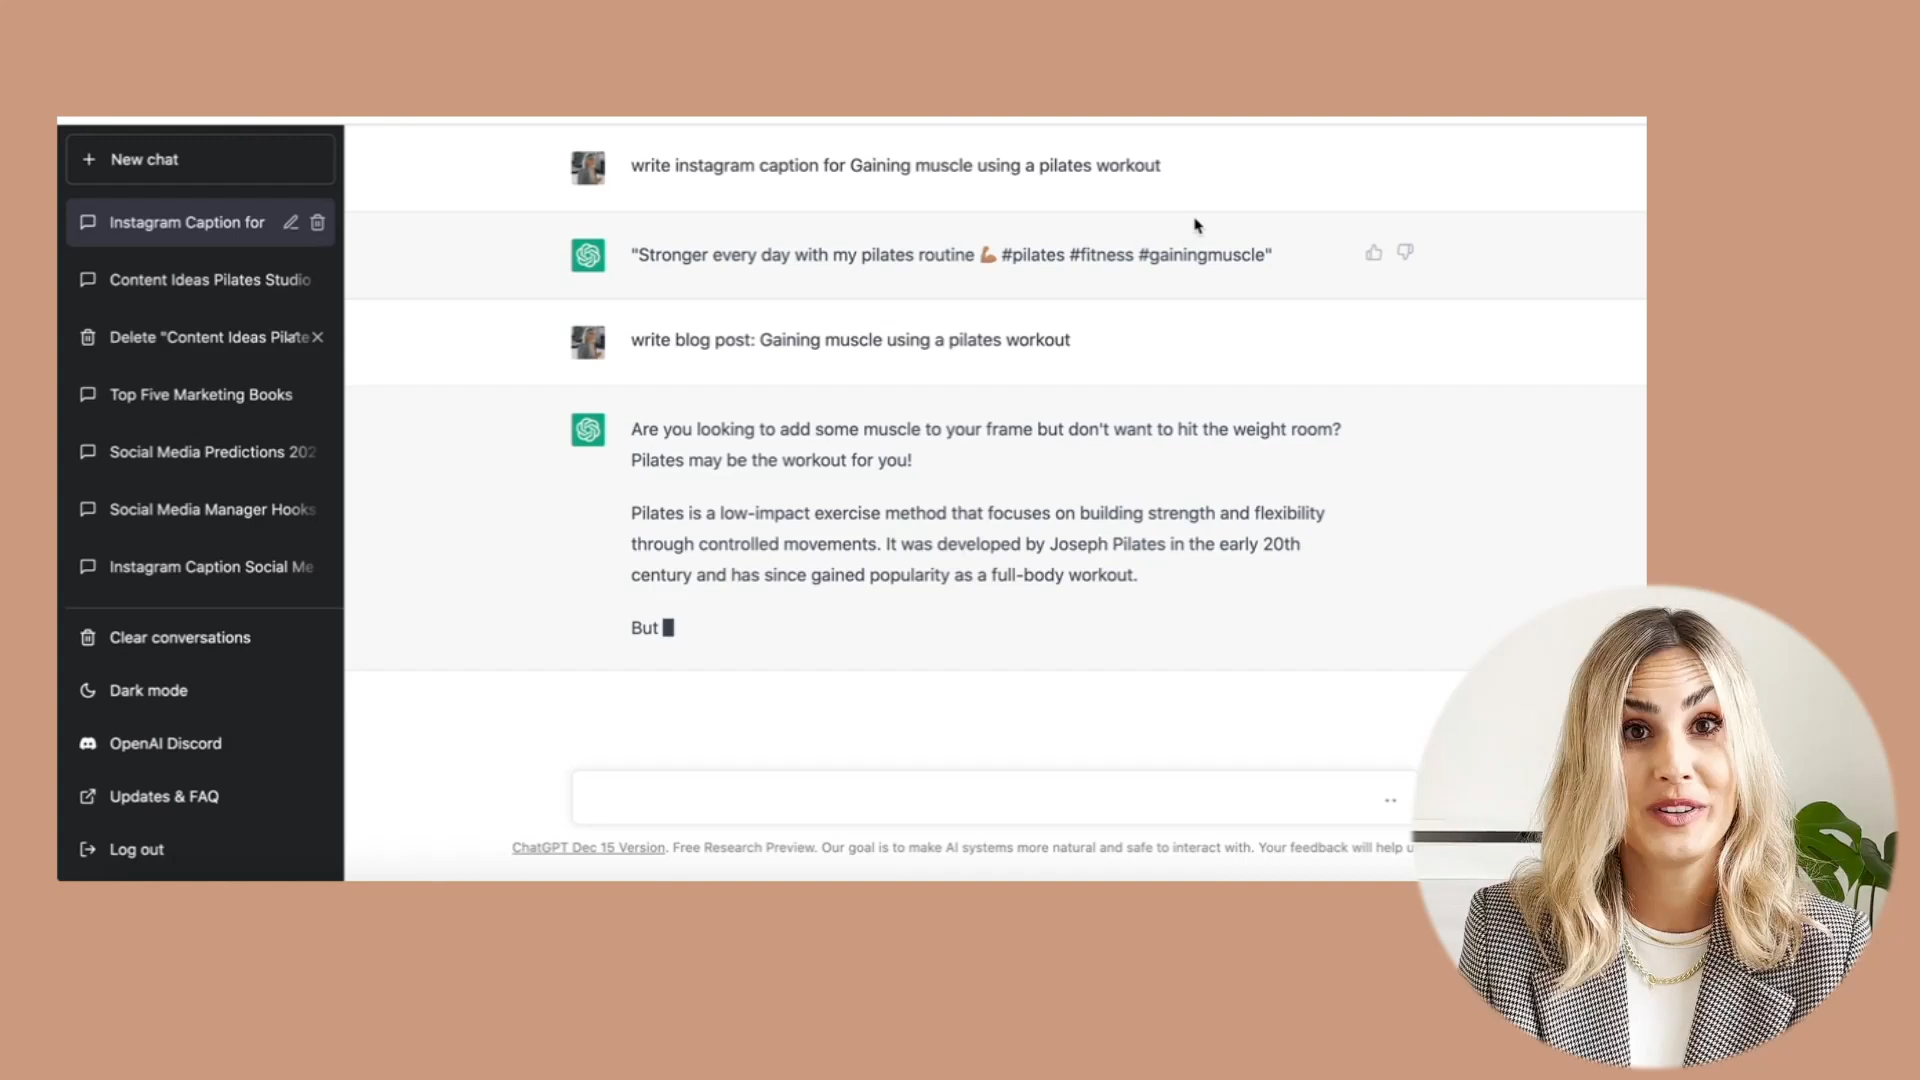 New chat
Instagram Caption for
Content Ideas Pilates Studio
Delete "Content Ideas Pilate
Top Five Marketing Books
Social Media Predictions 202
Social Media Manager Hooks
Instagram Caption Social Me
Clear conversations
Dark mode
OpenAI Discord
Updates & FAQ
Log out
write instagram caption for Gaining muscle using a pilates workout
"Stronger every day with my pilates routine 💪🏽 #pilates #fitness #gainingmuscle"
write blog post: Gaining muscle using a pilates workout
Are you looking to add some muscle to your frame but don't want to hit the weight room?
Pilates may be the workout for you!
Pilates is a low-impact exercise method that focuses on building strength and flexibility
through controlled movements. It was developed by Joseph Pilates in the early 20th
century and has since gained popularity as a full-body workout.
But
ChatGPT Dec 15 Version. Free Research Preview. Our goal is to make AI systems more natural and safe to interact with. Your feedback will help